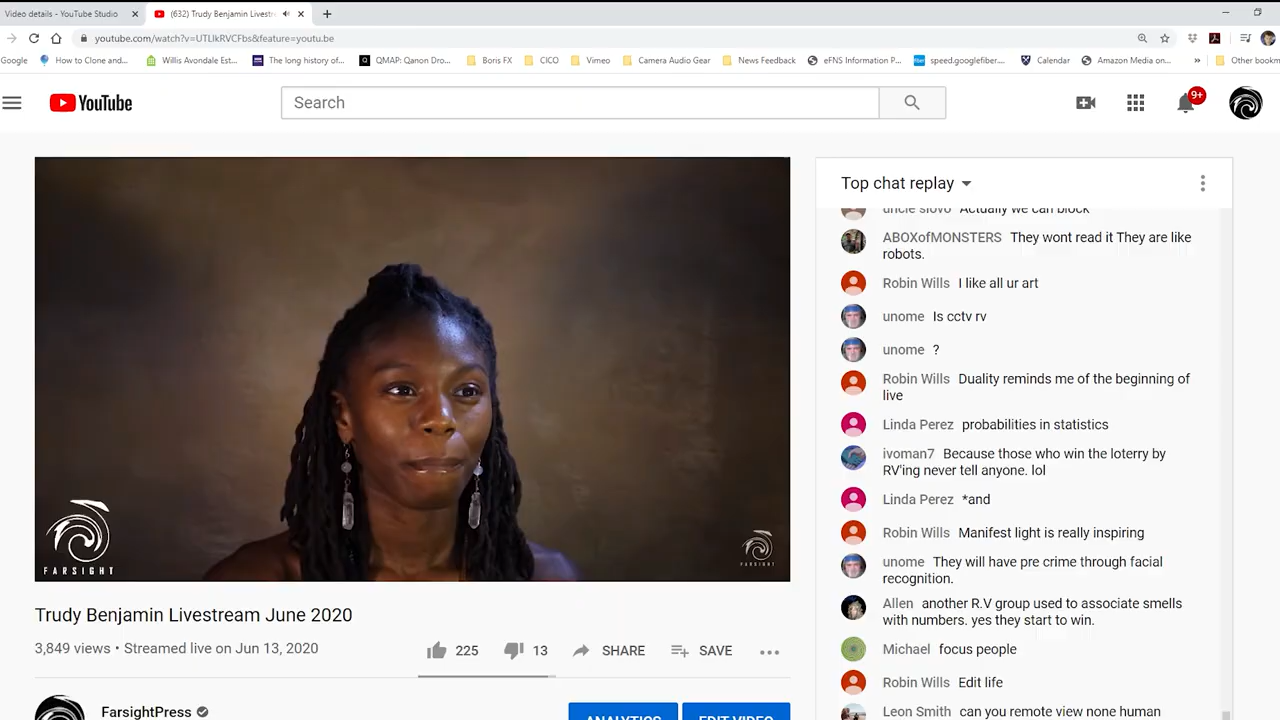 Video details - YouTube Studio
(632) Trudy Benjamin Livestre
youtube.com/watch?v=UTLlkRVCFbs&feature=youtu.be
Google How to Clone and... Willis Avondale Est... The long history of... QMAP: Qanon Dro... Boris FX CICO Vimeo Camera Audio Gear News Feedback eFNS Information P... speed.googlefiber... Calendar Amazon Media on... » Other bookm
YouTube
Search
9+
FARSIGHT
FARSIGHT
Trudy Benjamin Livestream June 2020
3,849 views • Streamed live on Jun 13, 2020
225 13 SHARE SAVE
FarsightPress
ANALYTICS EDIT VIDEO
Top chat replay
uncle slovo Actually we can block
ABOXofMONSTERS They wont read it They are like
robots.
Robin Wills I like all ur art
unome Is cctv rv
unome ?
Robin Wills Duality reminds me of the beginning of
live
Linda Perez probabilities in statistics
ivoman7 Because those who win the loterry by
RV'ing never tell anyone. lol
Linda Perez *and
Robin Wills Manifest light is really inspiring
unome They will have pre crime through facial
recognition.
Allen another R.V group used to associate smells
with numbers. yes they start to win.
Michael focus people
Robin Wills Edit life
Leon Smith can you remote view none human